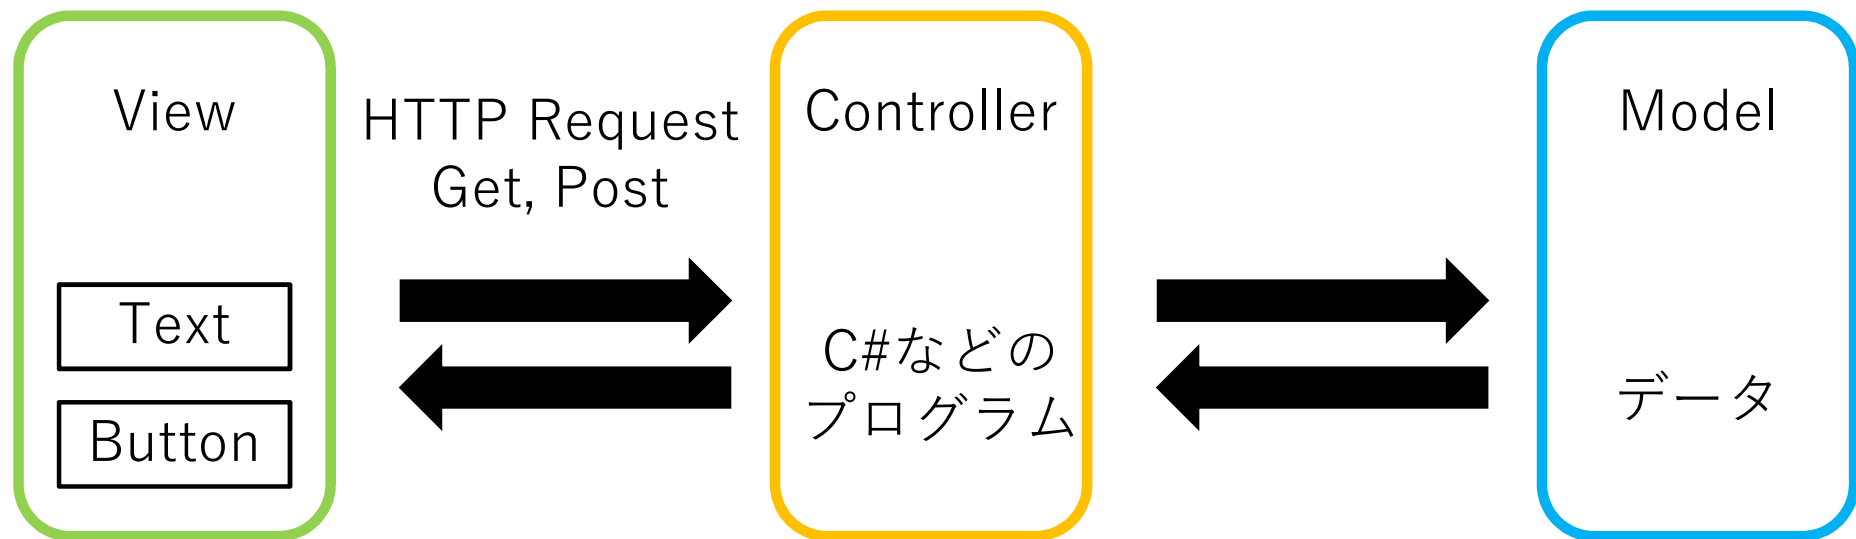 View
Text
Button
HTTP Request
Get, Post
Controller
C#などの
プログラム
Model
データ